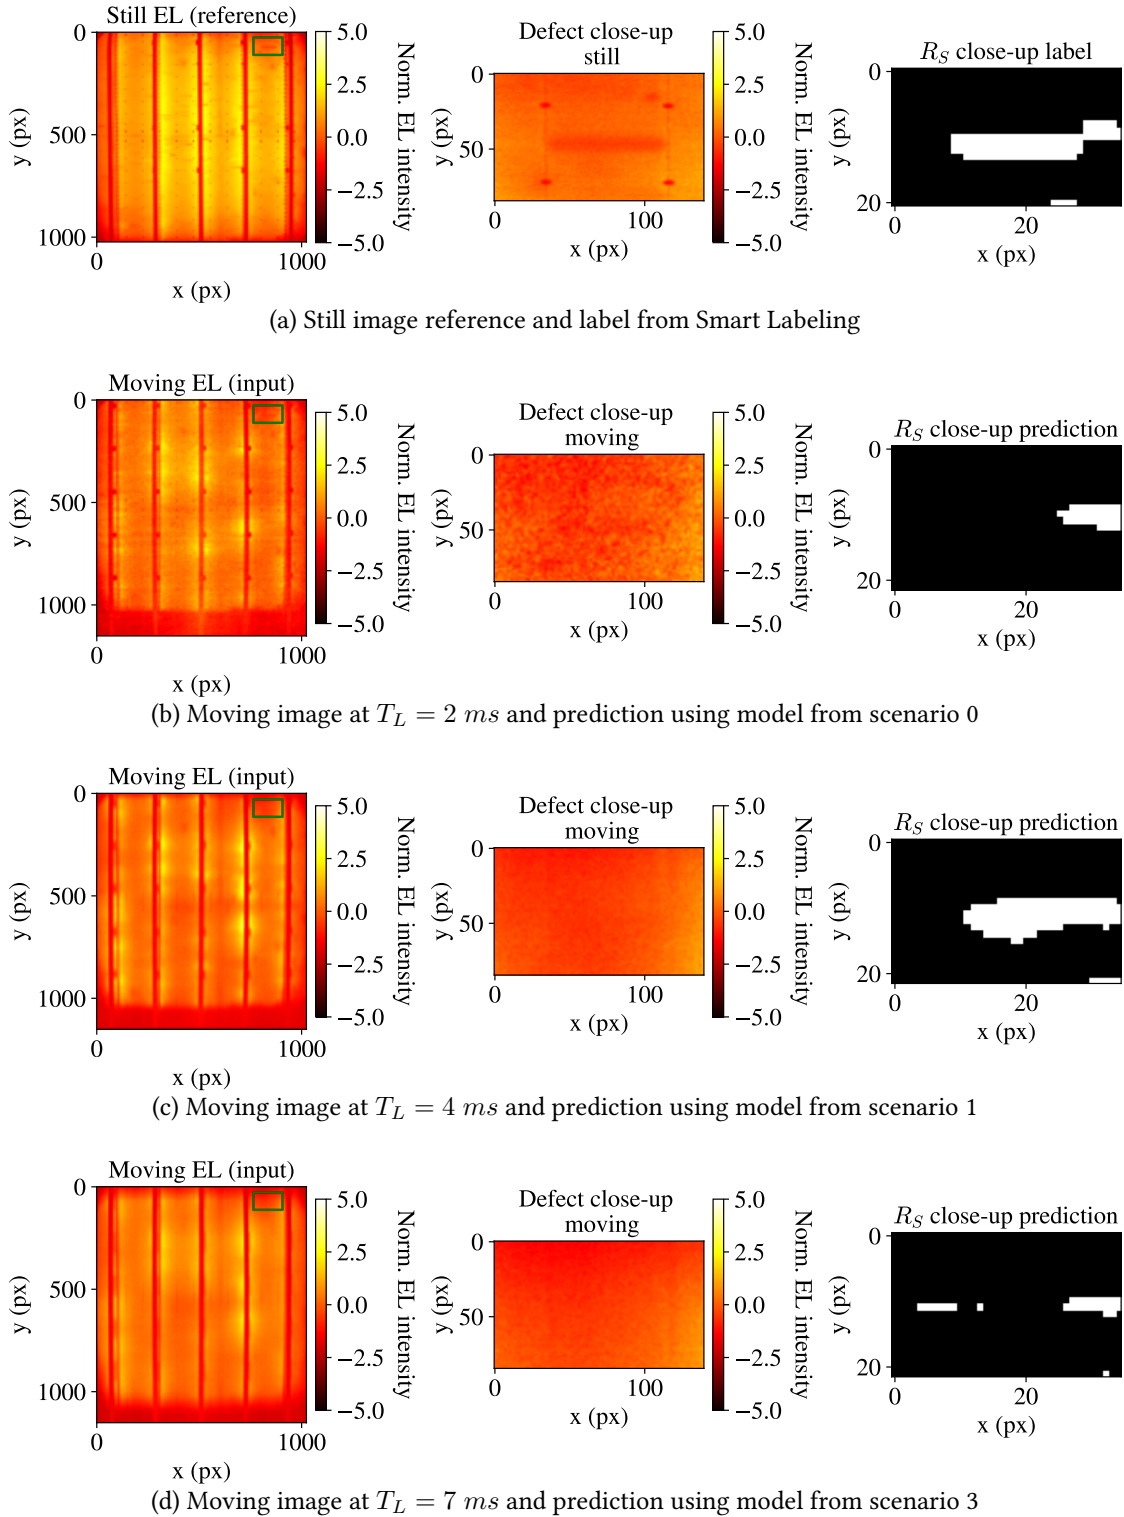 Still EL (reference)
0
500
1000
y (px)
0
1000
x (px)
5.0
2.5
0.0
−2.5
−5.0
Norm. EL intensity
Defect close-up
still
0
50
y (px)
0
100
x (px)
5.0
2.5
0.0
−2.5
−5.0
Norm. EL intensity
R_S close-up label
0
20
y (px)
0
20
x (px)
(a) Still image reference and label from Smart Labeling
Moving EL (input)
0
500
1000
y (px)
0
1000
x (px)
5.0
2.5
0.0
−2.5
−5.0
Norm. EL intensity
Defect close-up
moving
0
50
y (px)
0
100
x (px)
5.0
2.5
0.0
−2.5
−5.0
Norm. EL intensity
R_S close-up prediction
0
20
y (px)
0
20
x (px)
(b) Moving image at T_L = 2 ms and prediction using model from scenario 0
Moving EL (input)
0
500
1000
y (px)
0
1000
x (px)
5.0
2.5
0.0
−2.5
−5.0
Norm. EL intensity
Defect close-up
moving
0
50
y (px)
0
100
x (px)
5.0
2.5
0.0
−2.5
−5.0
Norm. EL intensity
R_S close-up prediction
0
20
y (px)
0
20
x (px)
(c) Moving image at T_L = 4 ms and prediction using model from scenario 1
Moving EL (input)
0
500
1000
y (px)
0
1000
x (px)
5.0
2.5
0.0
−2.5
−5.0
Norm. EL intensity
Defect close-up
moving
0
50
y (px)
0
100
x (px)
5.0
2.5
0.0
−2.5
−5.0
Norm. EL intensity
R_S close-up prediction
0
20
y (px)
0
20
x (px)
(d) Moving image at T_L = 7 ms and prediction using model from scenario 3